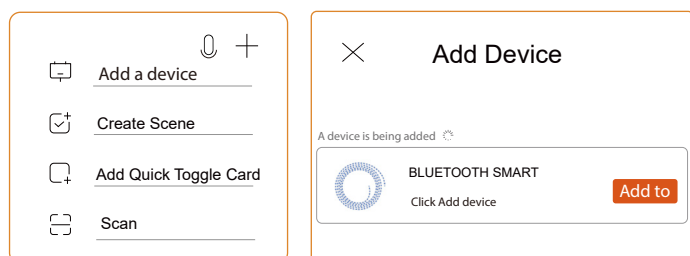 Add a device
Create Scene
Add Quick Toggle Card
Scan
Add Device
A device is being added
BLUETOOTH SMART
Click Add device
Add to